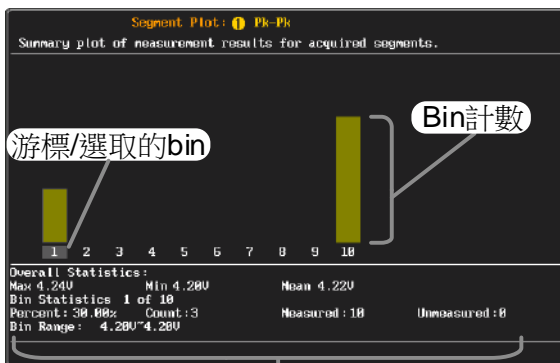 Segment Plot: 1 Pk-Pk
Summary plot of measurement results for acquired segments.
Bin計數
游標/選取的bin
1 2 3 4 5 6 7 8 9 10
Overall Statistics:
Max 4.24V Min 4.20V Mean 4.22V
Bin Statistics 1 of 10
Percent: 30.00% Count:3 Measured:10 Unmeasured:0
Bin Range: 4.20V~4.20V